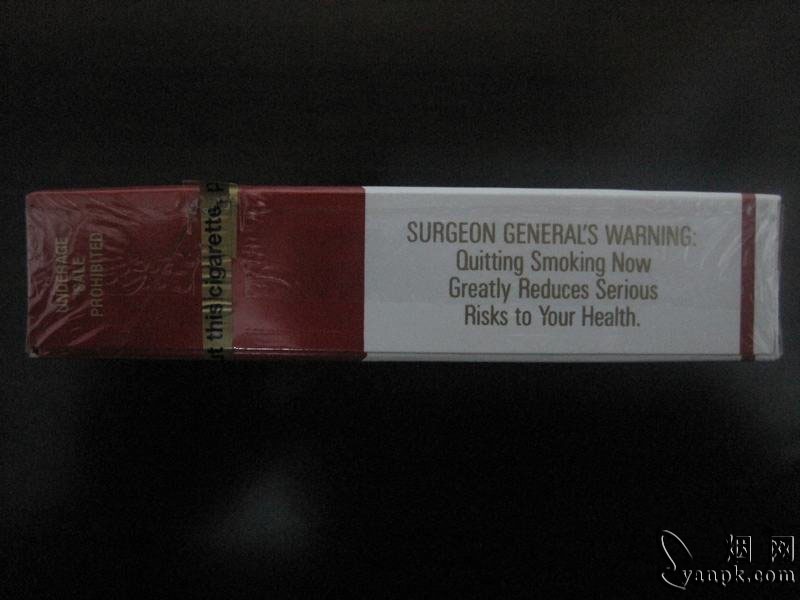 UNDERAGE
SALE
PROHIBITED
ut this cigarette, p
SURGEON GENERAL'S WARNING:
Quitting Smoking Now
Greatly Reduces Serious
Risks to Your Health.
烟网
yanpk.com